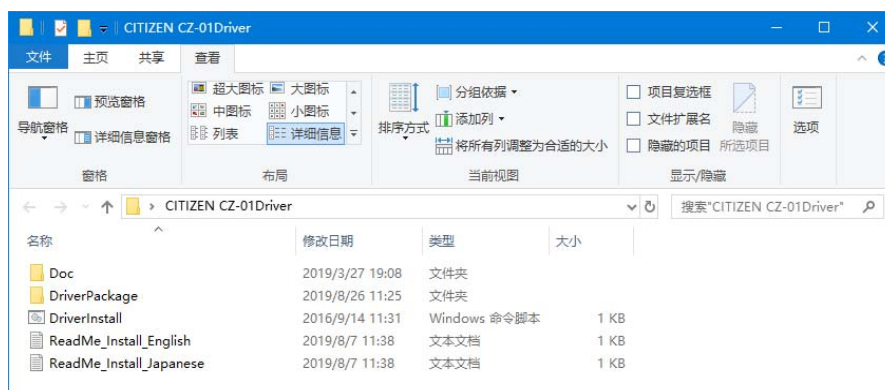 CITIZEN CZ-01Driver
文件 主页 共享 查看
导航窗格 预览窗格 详细信息窗格
超大图标 大图标
中图标 小图标
列表 详细信息
排序方式 分组依据
添加列
将所有列调整为合适的大小
项目复选框
文件扩展名
隐藏的项目
隐藏
所选项目
选项
窗格 布局 当前视图 显示/隐藏
CITIZEN CZ-01Driver 搜索"CITIZEN CZ-01Driver"
名称 修改日期 类型 大小
Doc 2019/3/27 19:08 文件夹
DriverPackage 2019/8/26 11:25 文件夹
DriverInstall 2016/9/14 11:31 Windows 命令脚本 1 KB
ReadMe_Install_English 2019/8/7 11:38 文本文档 1 KB
ReadMe_Install_Japanese 2019/8/7 11:38 文本文档 1 KB